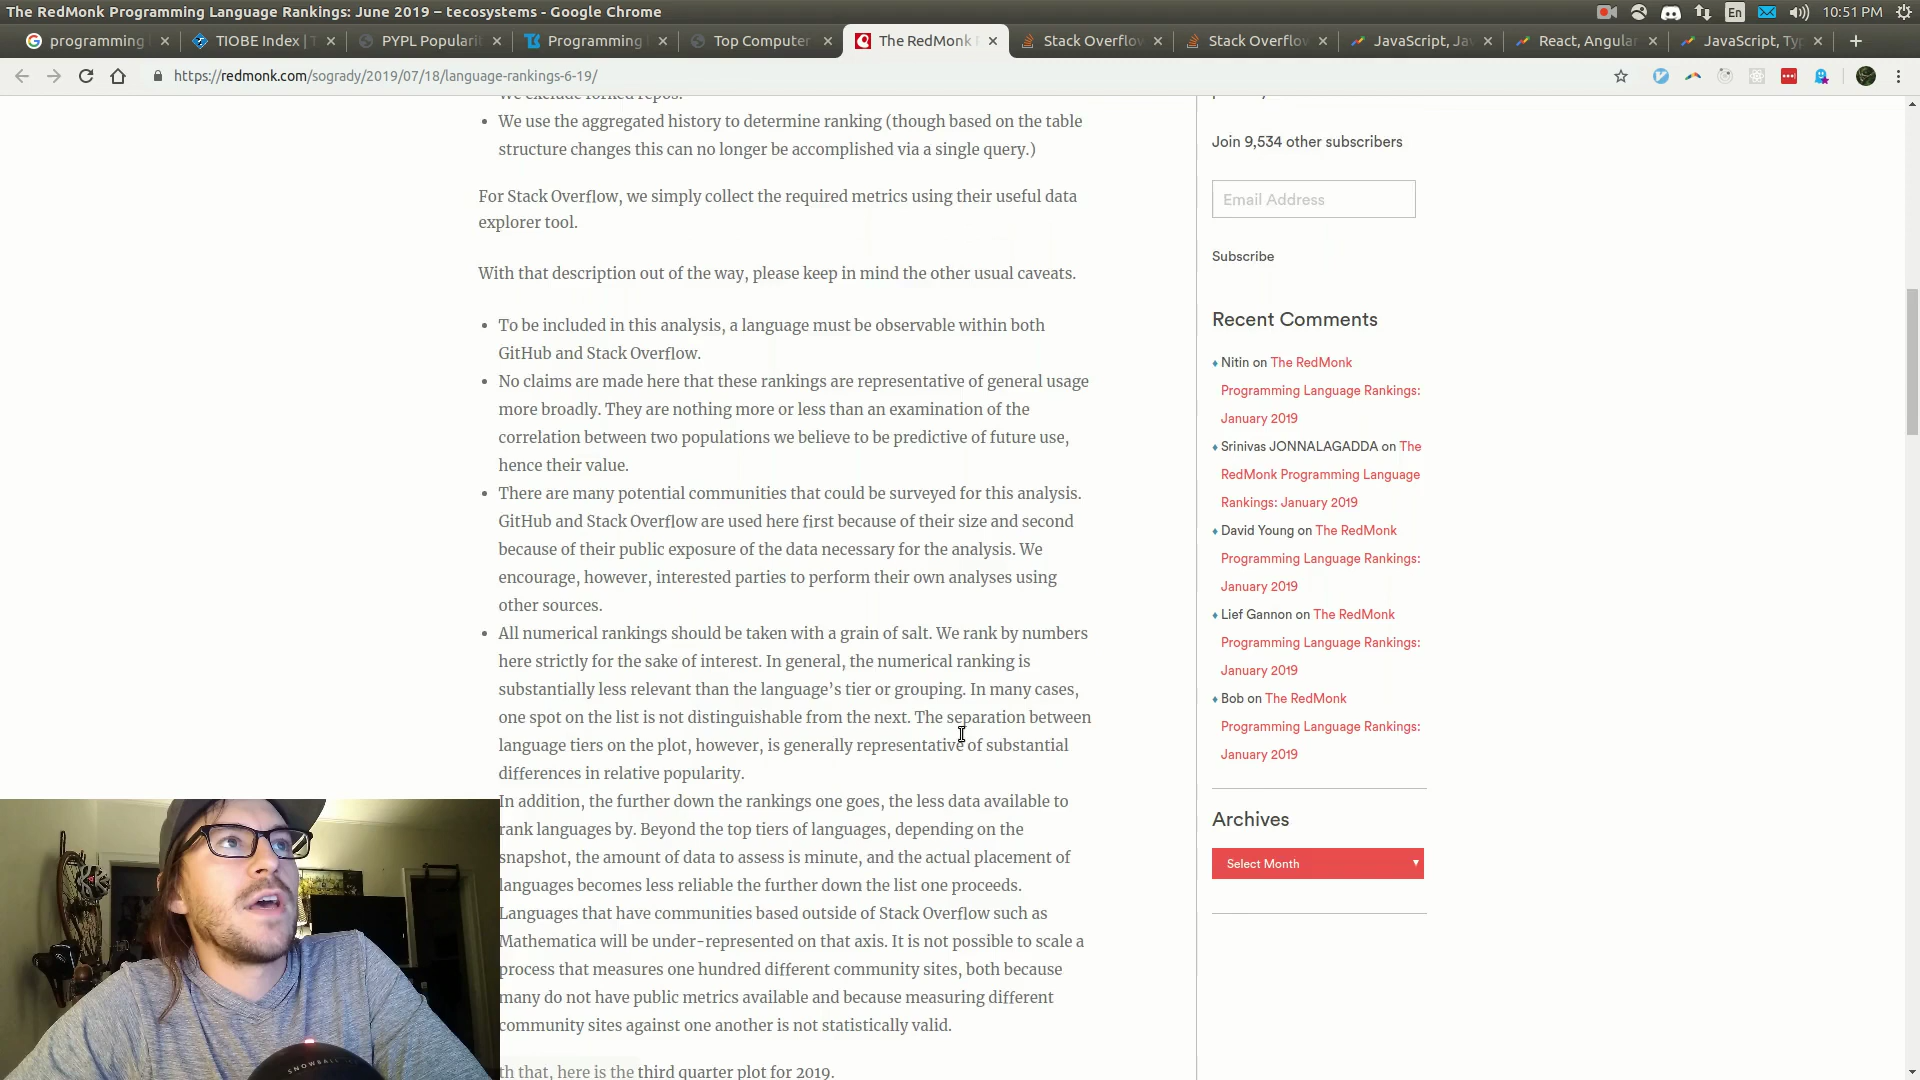 The RedMonk Programming Language Rankings: June 2019 – tecosystems - Google Chrome
En
10:51 PM
programming
TIOBE Index | T
PYPL Populari
Programming
Top Computer
The RedMonk
Stack Overflow
Stack Overflow
JavaScript, Ja
React, Angular
JavaScript, Ty
https://redmonk.com/sogrady/2019/07/18/language-rankings-6-19/
We exclude forked repos.
We use the aggregated history to determine ranking (though based on the table
structure changes this can no longer be accomplished via a single query.)
For Stack Overflow, we simply collect the required metrics using their useful data
explorer tool.
With that description out of the way, please keep in mind the other usual caveats.
To be included in this analysis, a language must be observable within both
GitHub and Stack Overflow.
No claims are made here that these rankings are representative of general usage
more broadly. They are nothing more or less than an examination of the
correlation between two populations we believe to be predictive of future use,
hence their value.
There are many potential communities that could be surveyed for this analysis.
GitHub and Stack Overflow are used here first because of their size and second
because of their public exposure of the data necessary for the analysis. We
encourage, however, interested parties to perform their own analyses using
other sources.
All numerical rankings should be taken with a grain of salt. We rank by numbers
here strictly for the sake of interest. In general, the numerical ranking is
substantially less relevant than the language’s tier or grouping. In many cases,
one spot on the list is not distinguishable from the next. The separation between
language tiers on the plot, however, is generally representative of substantial
differences in relative popularity.
In addition, the further down the rankings one goes, the less data available to
rank languages by. Beyond the top tiers of languages, depending on the
snapshot, the amount of data to assess is minute, and the actual placement of
languages becomes less reliable the further down the list one proceeds.
Languages that have communities based outside of Stack Overflow such as
Mathematica will be under-represented on that axis. It is not possible to scale a
process that measures one hundred different community sites, both because
many do not have public metrics available and because measuring different
community sites against one another is not statistically valid.
th that, here is the third quarter plot for 2019.
Join 9,534 other subscribers
Email Address
Subscribe
Recent Comments
Nitin on The RedMonk
Programming Language Rankings:
January 2019
Srinivas JONNALAGADDA on The
RedMonk Programming Language
Rankings: January 2019
David Young on The RedMonk
Programming Language Rankings:
January 2019
Lief Gannon on The RedMonk
Programming Language Rankings:
January 2019
Bob on The RedMonk
Programming Language Rankings:
January 2019
Archives
Select Month
SNOWBALL